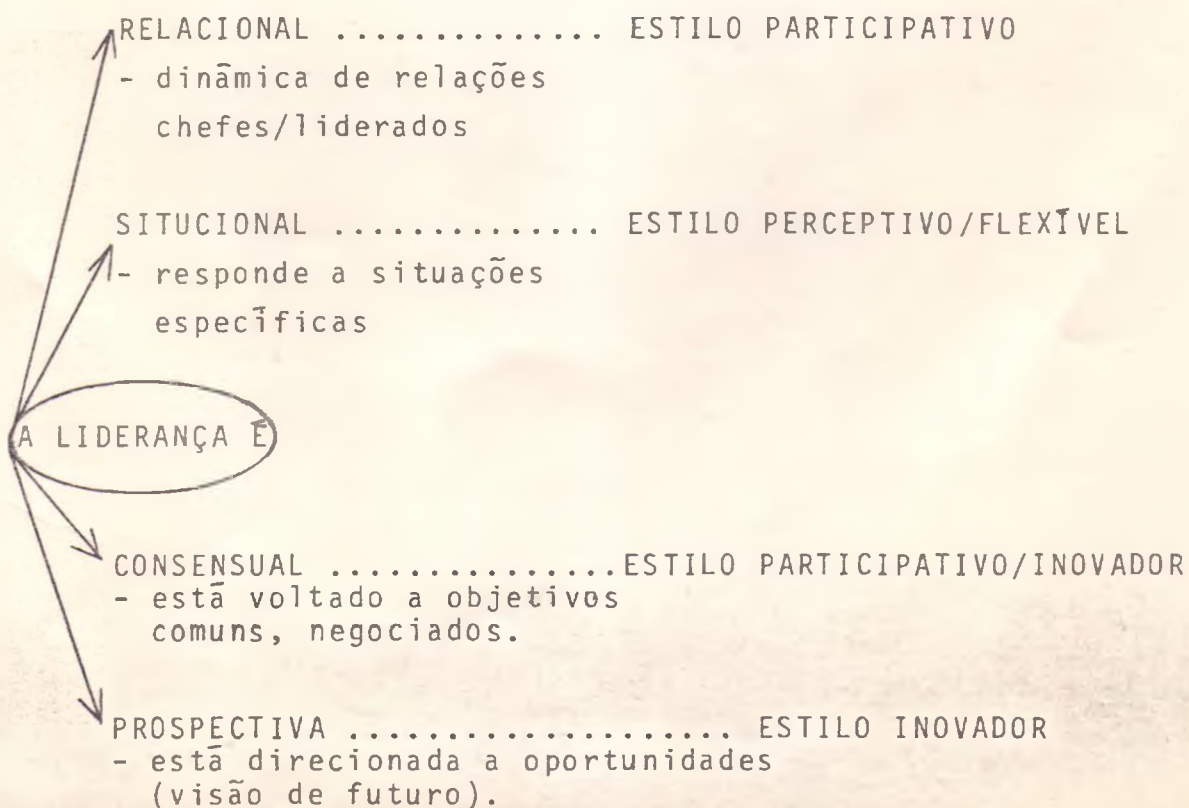 RELACIONAL .............. ESTILO PARTICIPATIVO
- dinâmica de relações
chefes/liderados
SITUCIONAL .............. ESTILO PERCEPTIVO/FLEXÍVEL
- responde a situações
específicas
A LIDERANÇA É
CONSENSUAL ...............ESTILO PARTICIPATIVO/INOVADOR
- está voltado a objetivos
comuns, negociados.
PROSPECTIVA .................... ESTILO INOVADOR
- está direcionada a oportunidades
(visão de futuro).